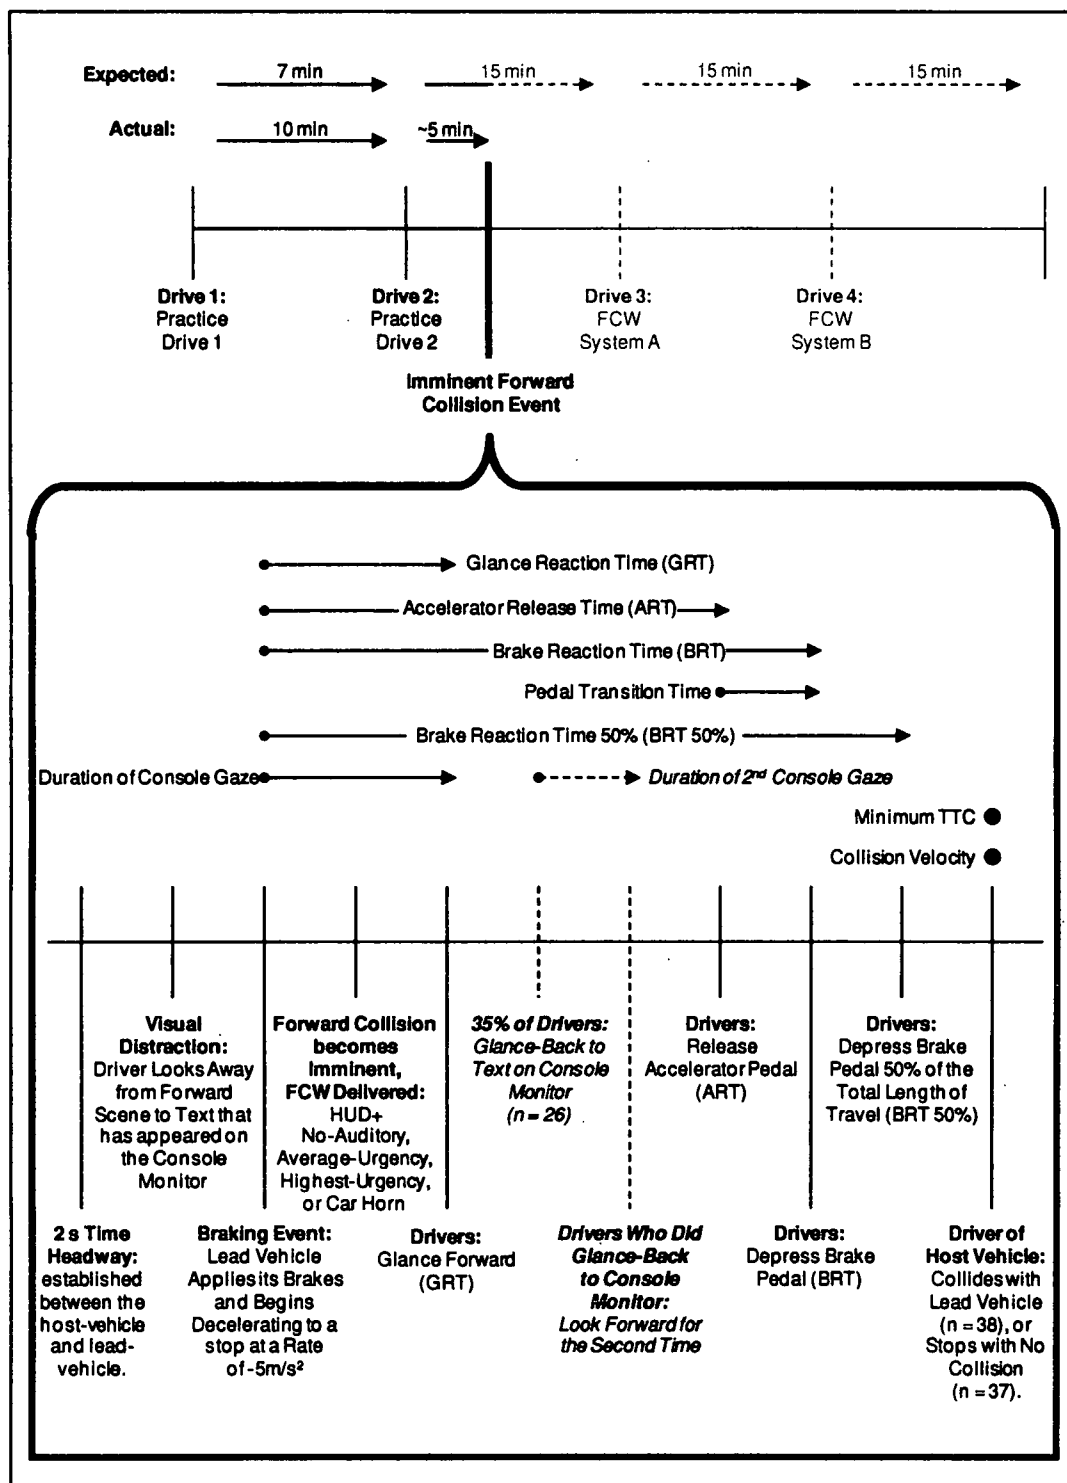 Expected:
7 min
15 min
15 min
15 min
Actual:
10 min
~5 min
Drive 1:
Practice
Drive 1
Drive 2:
Practice
Drive 2
Drive 3:
FCW
System A
Drive 4:
FCW
System B
Imminent Forward
Collision Event
Glance Reaction Time (GRT)
Accelerator Release Time (ART)
Brake Reaction Time (BRT)
Pedal Transition Time
Brake Reaction Time 50% (BRT 50%)
Duration of Console Gaze
Duration of 2nd Console Gaze
Minimum TTC
Collision Velocity
Visual
Distraction:
Driver Looks Away
from Forward
Scene to Text that
has appeared on
the Console
Monitor
Forward Collision
becomes
Imminent,
FCW Delivered:
HUD+
No-Auditory,
Average-Urgency,
Highest-Urgency,
or Car Horn
35% of Drivers:
Glance-Back to
Text on Console
Monitor
(n = 26)
Drivers:
Release
Accelerator Pedal
(ART)
Drivers:
Depress Brake
Pedal 50% of the
Total Length of
Travel (BRT 50%)
2 s Time
Headway:
established
between the
host-vehicle
and lead-
vehicle.
Braking Event:
Lead Vehicle
Applies its Brakes
and Begins
Decelerating to a
stop at a Rate
of -5m/s²
Drivers:
Glance Forward
(GRT)
Drivers Who Did
Glance-Back
to Console
Monitor:
Look Forward for
the Second Time
Drivers:
Depress Brake
Pedal (BRT)
Driver of
Host Vehicle:
Collides with
Lead Vehicle
(n = 38), or
Stops with No
Collision
(n = 37).